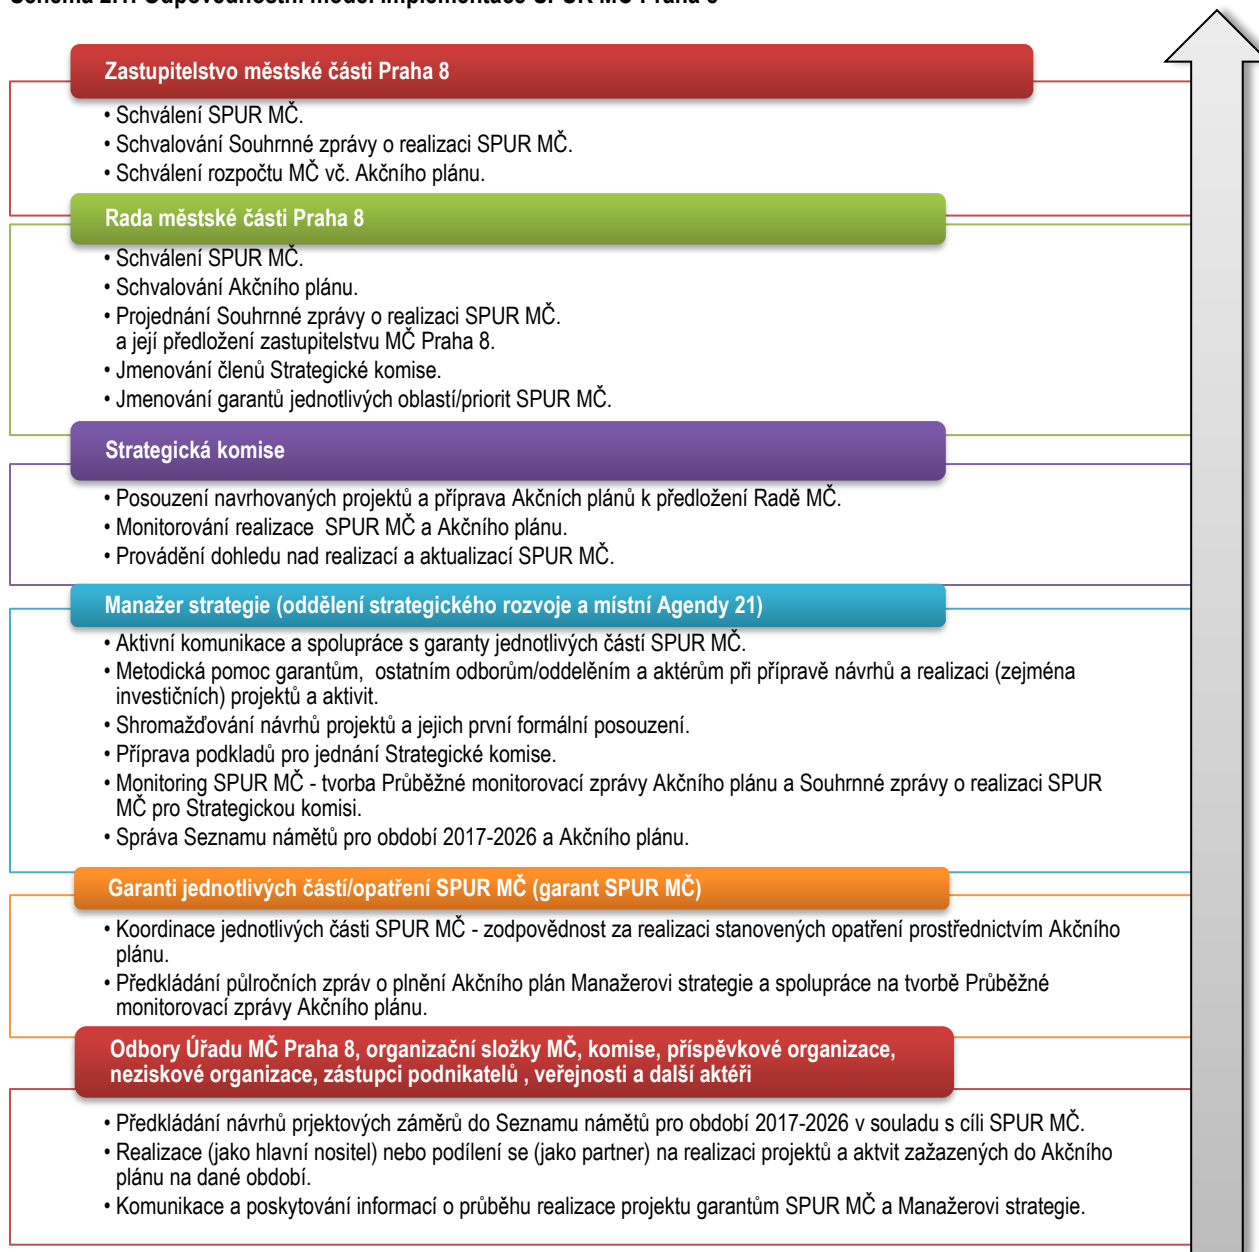 Zastupitelstvo městské části Praha 8
• Schválení SPUR MČ.
• Schvalování Souhrnné zprávy o realizaci SPUR MČ.
• Schválení rozpočtu MČ vč. Akčního plánu.
Rada městské části Praha 8
• Schválení SPUR MČ.
• Schvalování Akčního plánu.
• Projednání Souhrnné zprávy o realizaci SPUR MČ.
a její předložení zastupitelstvu MČ Praha 8.
• Jmenování členů Strategické komise.
• Jmenování garantů jednotlivých oblastí/priorit SPUR MČ.
Strategická komise
• Posouzení navrhovaných projektů a příprava Akčních plánů k předložení Radě MČ.
• Monitorování realizace SPUR MČ a Akčního plánu.
• Provádění dohledu nad realizací a aktualizací SPUR MČ.
Manažer strategie (oddělení strategického rozvoje a místní Agendy 21)
• Aktivní komunikace a spolupráce s garanty jednotlivých částí SPUR MČ.
• Metodická pomoc garantům, ostatním odborům/oddelěním a aktérům při přípravě návrhů a realizaci (zejména
investičních) projektů a aktivit.
• Shromažďování návrhů projektů a jejich první formální posouzení.
• Příprava podkladů pro jednání Strategické komise.
• Monitoring SPUR MČ - tvorba Průběžné monitorovací zprávy Akčního plánu a Souhrnné zprávy o realizaci SPUR
MČ pro Strategickou komisi.
• Správa Seznamu námětů pro období 2017-2026 a Akčního plánu.
Garanti jednotlivých částí/opatření SPUR MČ (garant SPUR MČ)
• Koordinace jednotlivých části SPUR MČ - zodpovědnost za realizaci stanovených opatření prostřednictvím Akčního
plánu.
• Předkládání půlročních zpráv o plnění Akčního plán Manažerovi strategie a spolupráce na tvorbě Průběžné
monitorovací zprávy Akčního plánu.
Odbory Úřadu MČ Praha 8, organizační složky MČ, komise, příspěvkové organizace,
neziskové organizace, zástupci podnikatelů , veřejnosti a další aktéři
• Předkládání návrhů prjektových záměrů do Seznamu námětů pro období 2017-2026 v souladu s cíli SPUR MČ.
• Realizace (jako hlavní nositel) nebo podílení se (jako partner) na realizaci projektů a aktvit zažazených do Akčního
plánu na dané období.
• Komunikace a poskytování informací o průběhu realizace projektu garantům SPUR MČ a Manažerovi strategie.